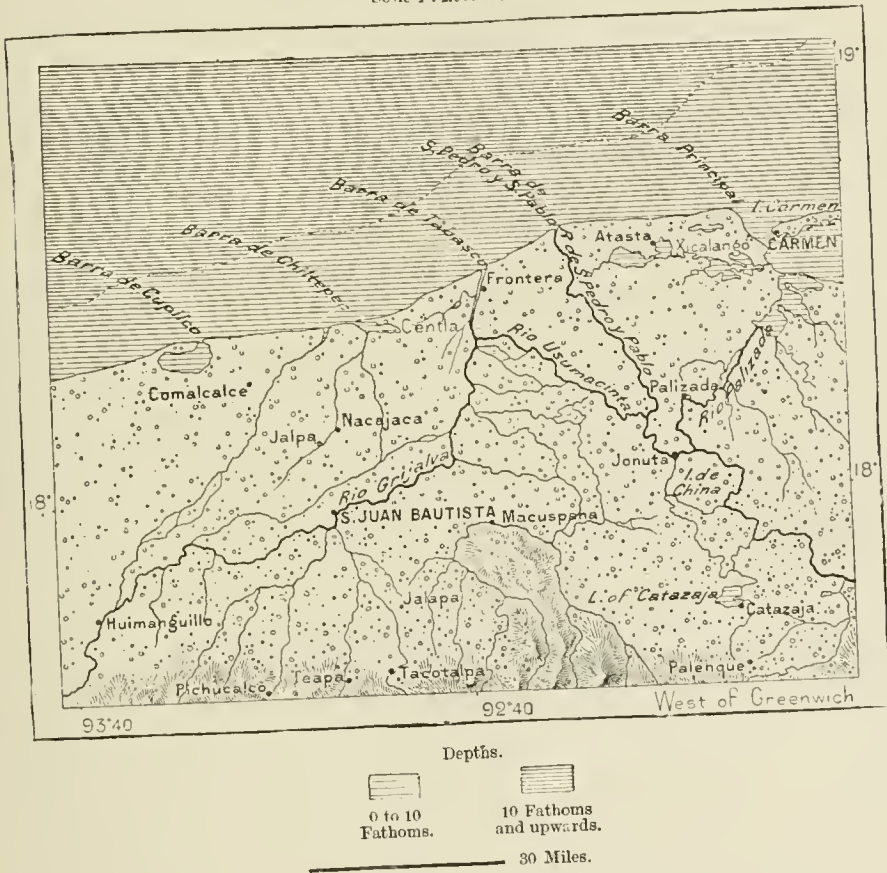 19°
Barra Principal
Barra de
S. Pedro y S. Pablo
Barra de Tabasco
Barra de Chiltepec
Barra de Cupilco
I. Carmen
CARMEN
Atasta
Xicalango
R. de S. Pedro y Pablo
Frontera
Centla
Rio Usumacinta
Palizada
Rio Palizada
Comalcalce
Nacajaca
Jalpa
Jonuta
I. de
China
18°
18°
Rio Grijalva
S. JUAN BAUTISTA
Macuspana
L. of Catazaja
Catazaja
Jalapa
Huimanguillo
Palenque
Tacotalpa
Teapa
Pichucalco
93°40
92°40
West of Greenwich
Depths.
0 to 10
Fathoms.
10 Fathoms
and upwards.
30 Miles.